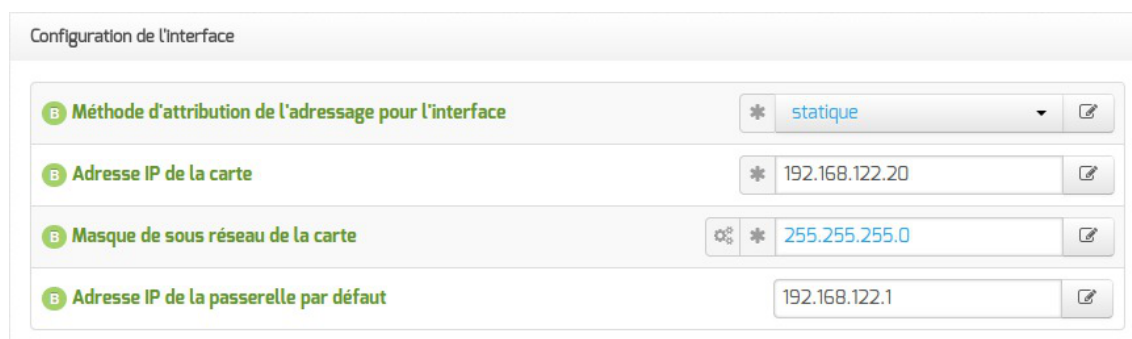 Configuration de l'interface
B Méthode d'attribution de l'adressage pour l'interface * statique
B Adresse IP de la carte * 192.168.122.20
B Masque de sous réseau de la carte * 255.255.255.0
B Adresse IP de la passerelle par défaut 192.168.122.1